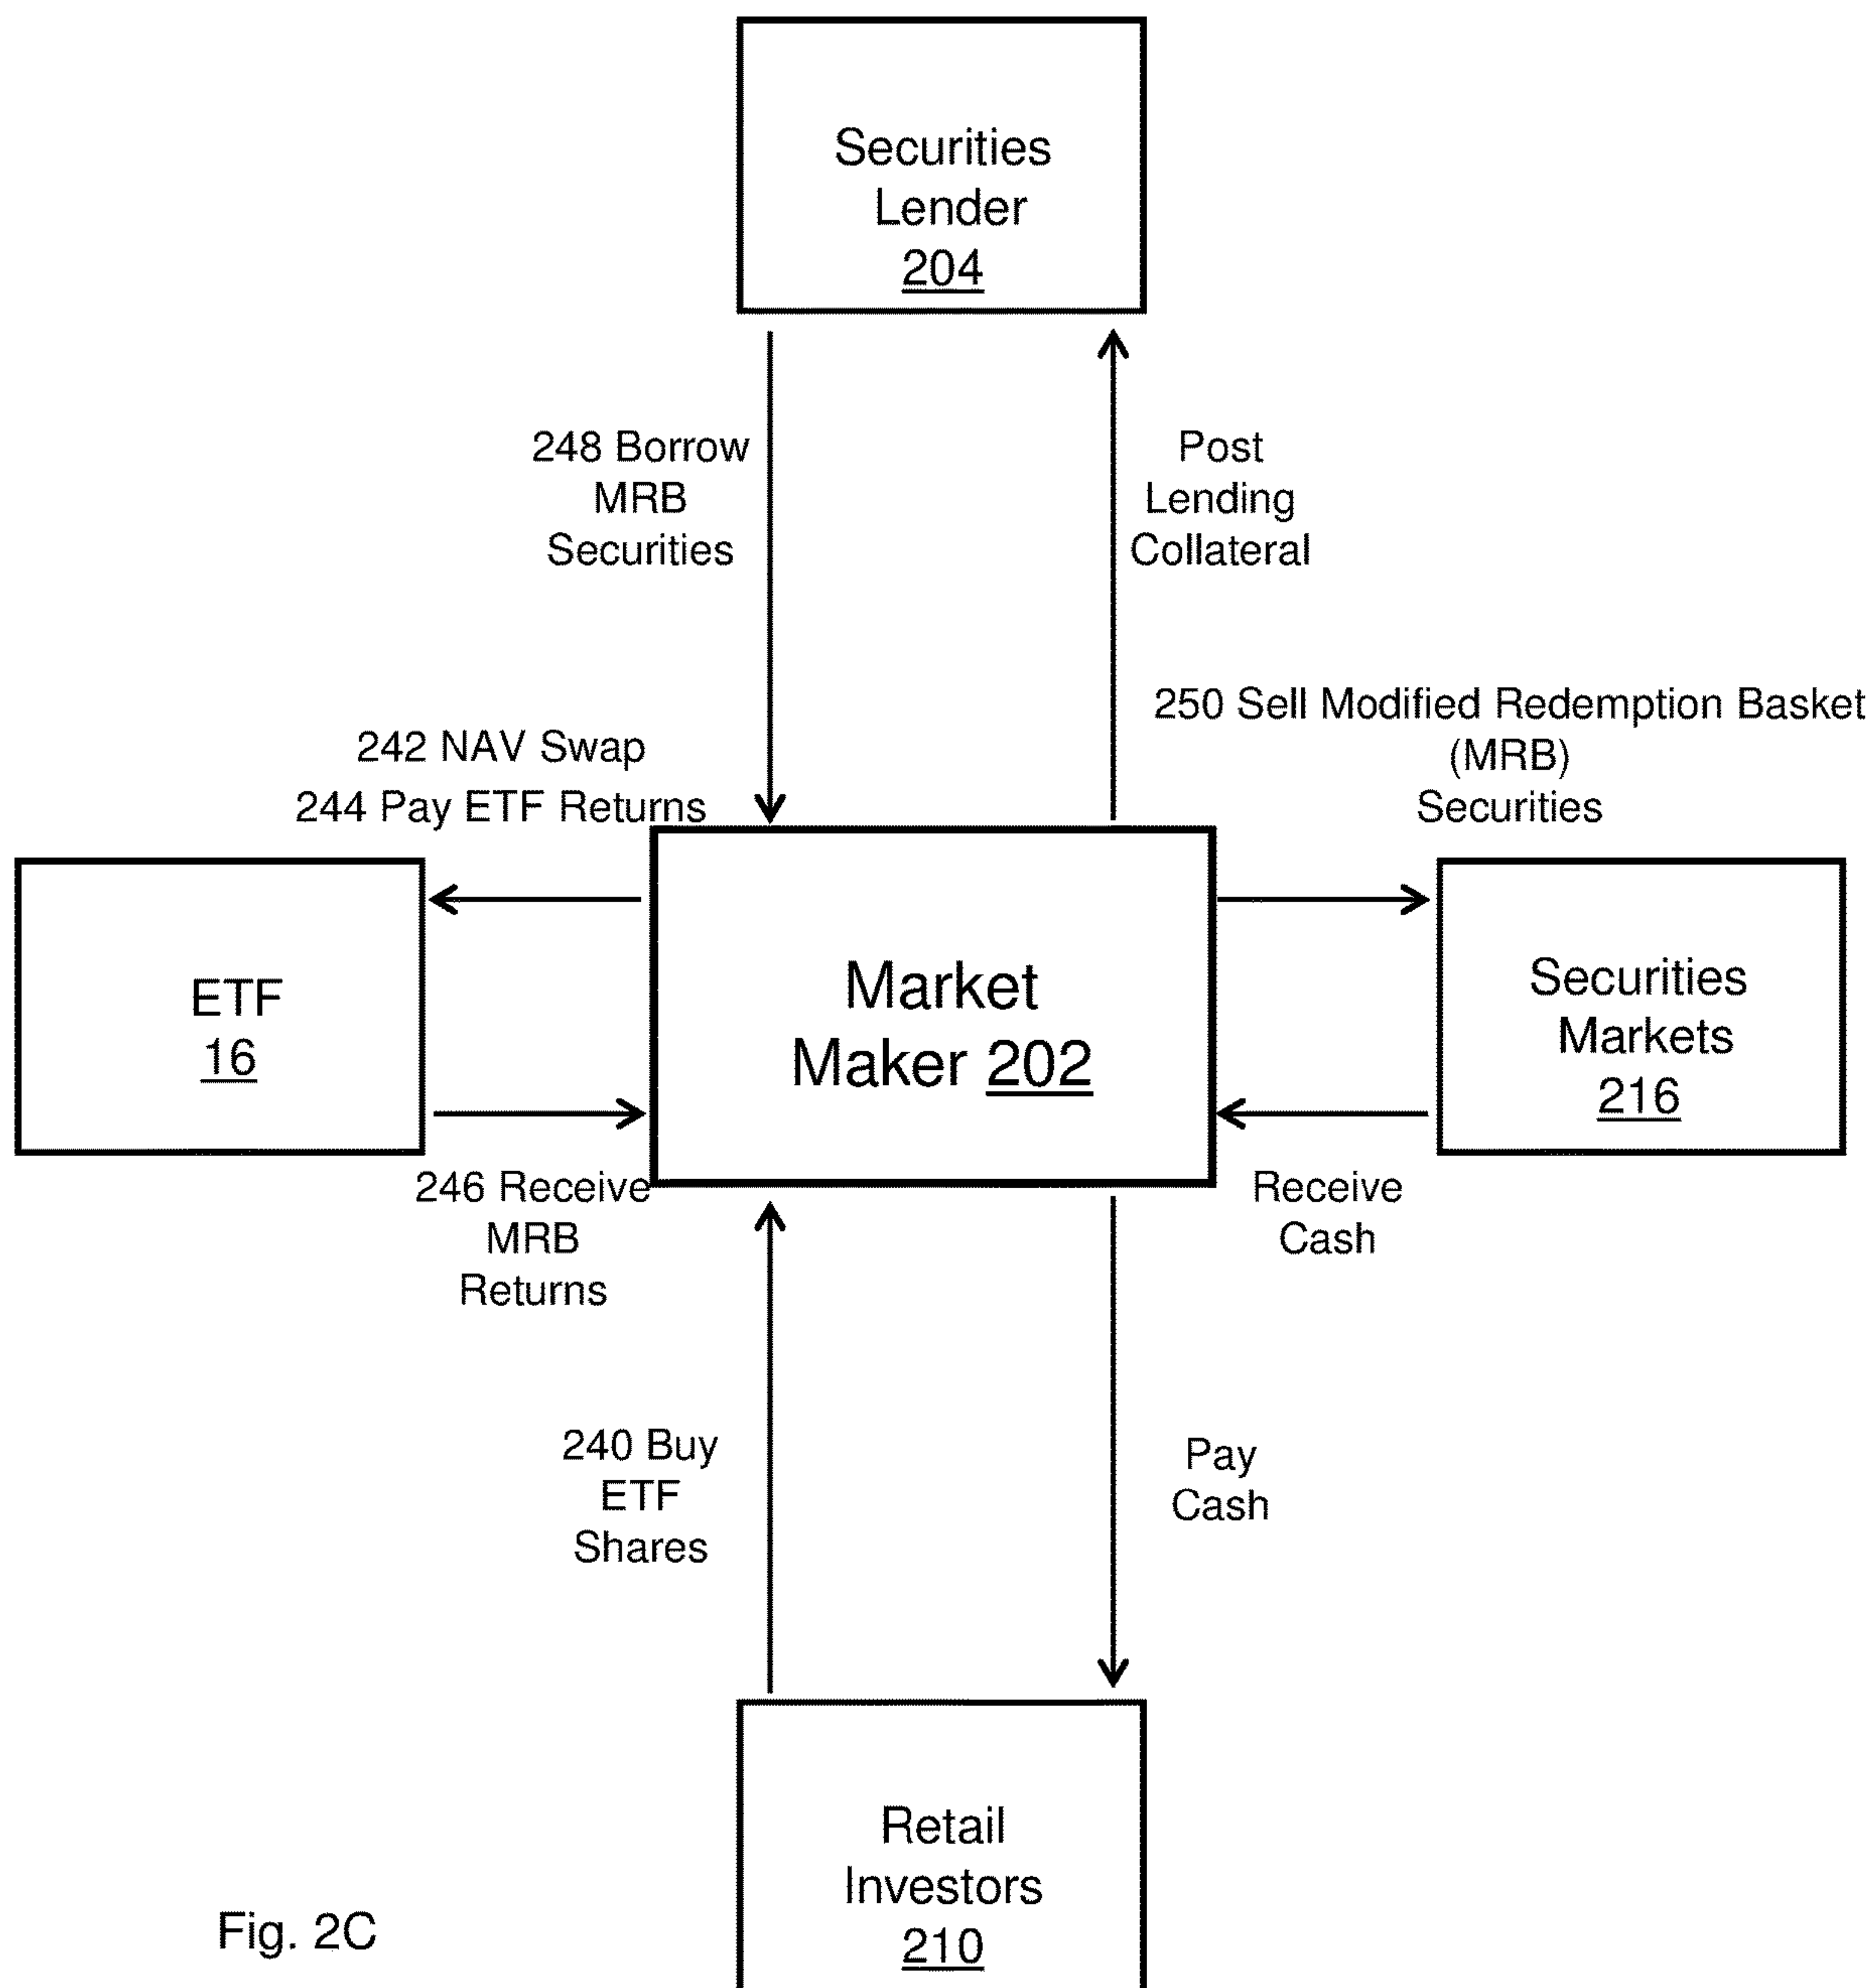 Securities
Lender
204
248 Borrow
MRB
Securities
Post
Lending
Collateral
242 NAV Swap
244 Pay ETF Returns
250 Sell Modified Redemption Basket
(MRB)
Securities
ETF
16
Market
Maker 202
Securities
Markets
216
246 Receive
MRB
Returns
Receive
Cash
240 Buy
ETF
Shares
Pay
Cash
Retail
Investors
210
Fig. 2C